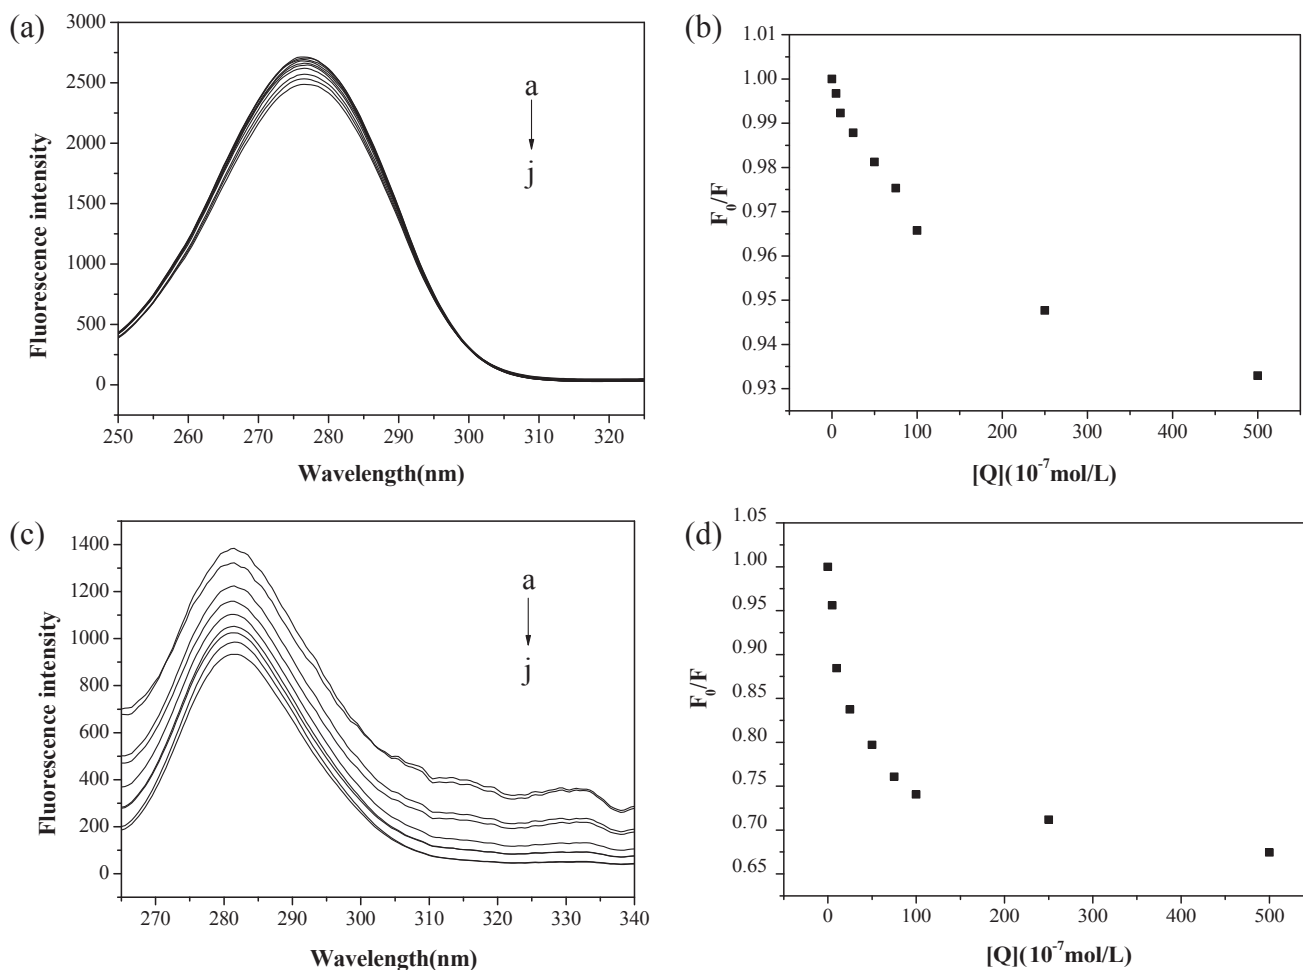 (a)
3000
2500
2000
1500
1000
500
0
Fluorescence intensity
a
j
250 260 270 280 290 300 310 320
Wavelength(nm)
(b)
1.01
1.00
0.99
0.98
0.97
0.96
0.95
0.94
0.93
F₀/F
0 100 200 300 400 500
[Q](10⁻⁷mol/L)
(c)
1400
1200
1000
800
600
400
200
0
Fluorescence intensity
a
j
270 280 290 300 310 320 330 340
Wavelength(nm)
(d)
1.05
1.00
0.95
0.90
0.85
0.80
0.75
0.70
0.65
F₀/F
0 100 200 300 400 500
[Q](10⁻⁷mol/L)